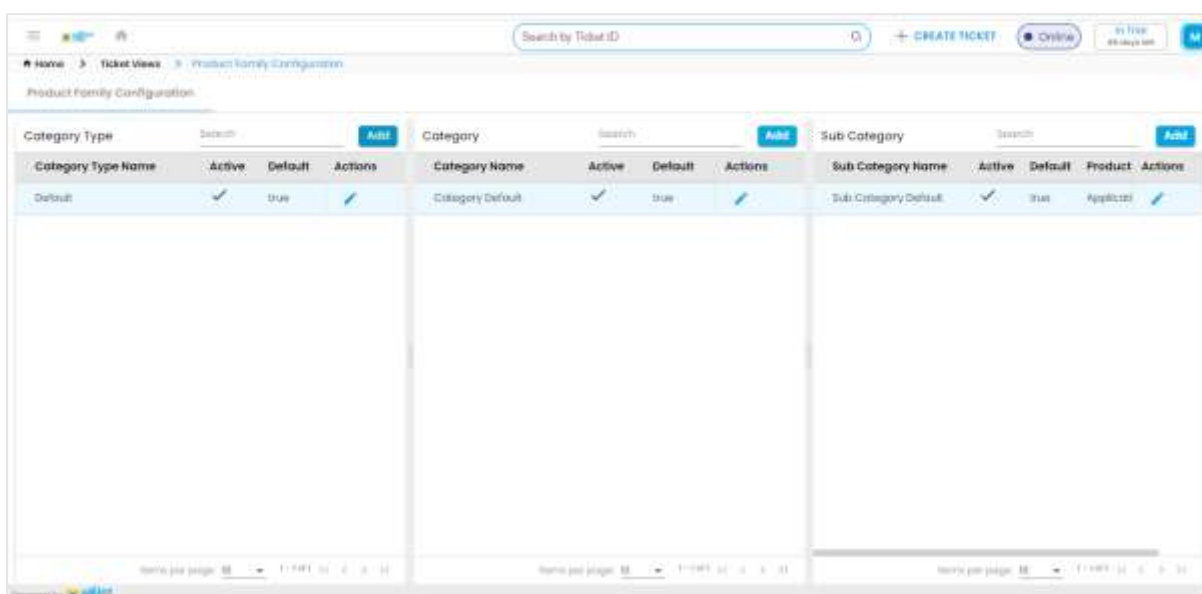 Search by Ticket ID
CREATE TICKET
Online
M
Home > Ticket Views > Product Family Configuration
Product Family Configuration
Category Type Search Add
Category Type Name Active Default Actions
Default true
Category Search Add
Category Name Active Default Actions
Category Default true
Sub Category Search Add
Sub Category Name Active Default Product Actions
Sub Category Default true Applicati
Items per page:
Items per page:
Items per page: